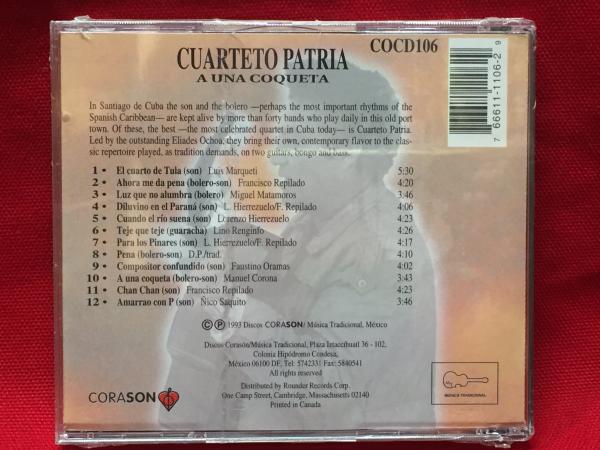 CUARTETO PATRIA
COCD106
A UNA COQUETA
7 66611-1106-2 9
In Santiago de Cuba the son and the bolero —perhaps the most important rhythms of the
Spanish Caribbean— are kept alive by more than forty bands who play daily in this old port
town. Of these, the best —the most celebrated quartet in Cuba today— is Cuarteto Patria.
Led by the outstanding Eliades Ochoa, they bring their own, contemporary flavor to the clas-
sic repertoire played, as tradition demands, on two guitars, bongo and bass.
1 • El cuarto de Tula (son) Luis Marquetti 5:30
2 • Ahora me da pena (bolero-son) Francisco Repilado 4:20
3 • Luz que no alumbra (bolero) Miguel Matamoros 3:46
4 • Diluvino en el Paraná (son) L. Hierrezuelo/F. Repilado 4:06
5 • Cuando el río suena (son) Lorenzo Hierrezuelo 4:23
6 • Teje que teje (guaracha) Lino Renginfo 4:29
7 • Para los Pinares (son) L. Hierrezuelo/F. Repilado 4:17
8 • Pena (bolero-son) D.P./trad. 4:10
9 • Compositor confundido (son) Faustino Oramas 4:02
10 • A una coqueta (bolero-son) Manuel Corona 3:43
11 • Chan Chan (son) Francisco Repilado 4:23
12 • Amarrao con P (son) Ñico Saquito 3:46
© ℗ 1993 Discos CORASON/ Música Tradicional, México
Discos Corasón/Música Tradicional, Plaza Iztaccíhuatl 36 - 102,
Colonia Hipódromo Condesa,
México 06100 DF, Tel: 5742331 Fax: 5840541
All rights reserved
Distributed by Rounder Records Corp.
One Camp Street, Cambridge, Massachusetts 02140
Printed in Canada
CORASON
MÚSICA TRADICIONAL